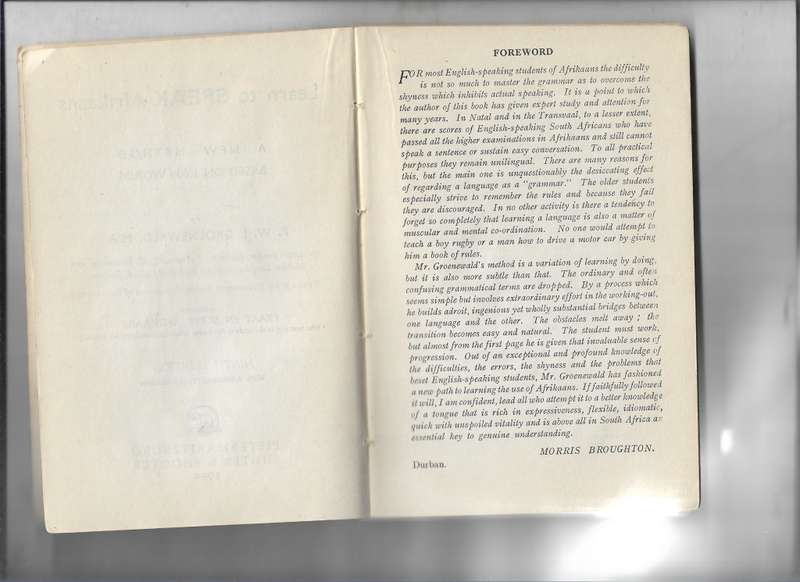 FOREWORD
FOR most English-speaking students of Afrikaans the difficulty
is not so much to master the grammar as to overcome the
shyness which inhibits actual speaking. It is a point to which
the author of this book has given expert study and attention for
many years. In Natal and in the Transvaal, to a lesser extent,
there are scores of English-speaking South Africans who have
passed all the higher examinations in Afrikaans and still cannot
speak a sentence or sustain easy conversation. To all practical
purposes they remain unilingual. There are many reasons for
this, but the main one is unquestionably the desiccating effect
of regarding a language as a "grammar." The older students
especially strive to remember the rules and because they fail
they are discouraged. In no other activity is there a tendency to
forget so completely that learning a language is also a matter of
muscular and mental co-ordination. No one would attempt to
teach a boy rugby or a man how to drive a motor car by giving
him a book of rules.
Mr. Groenewald's method is a variation of learning by doing,
but it is also more subtle than that. The ordinary and often
confusing grammatical terms are dropped. By a process which
seems simple but involves extraordinary effort in the working-out,
he builds adroit, ingenious yet wholly substantial bridges between
one language and the other. The obstacles melt away ; the
transition becomes easy and natural. The student must work,
but almost from the first page he is given that invaluable sense of
progression. Out of an exceptional and profound knowledge of
the difficulties, the errors, the shyness and the problems that
beset English-speaking students, Mr. Groenewald has fashioned
a new path to learning the use of Afrikaans. If faithfully followed
it will, I am confident, lead all who attempt it to a better knowledge
of a tongue that is rich in expressiveness, flexible, idiomatic,
quick with unspoiled vitality and is above all in South Africa an
essential key to genuine understanding.
MORRIS BROUGHTON.
Durban.